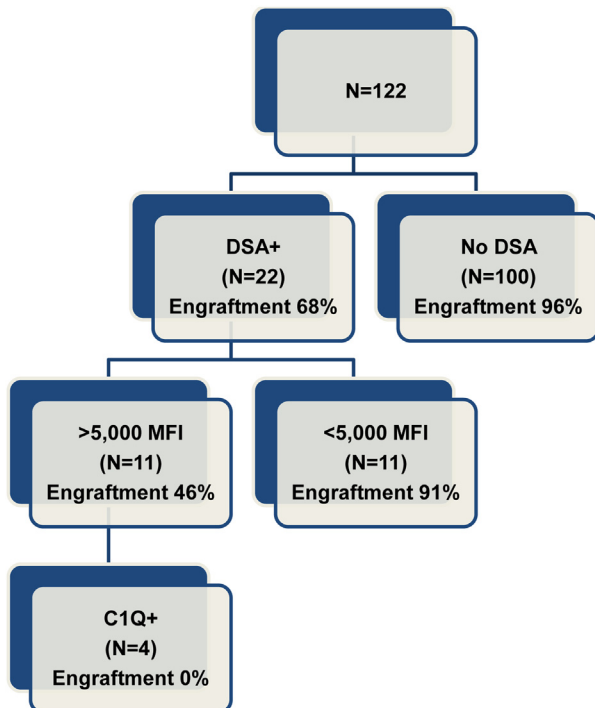 N=122
DSA+
(N=22)
Engraftment 68%
No DSA
(N=100)
Engraftment 96%
>5,000 MFI
(N=11)
Engraftment 46%
<5,000 MFI
(N=11)
Engraftment 91%
C1Q+
(N=4)
Engraftment 0%